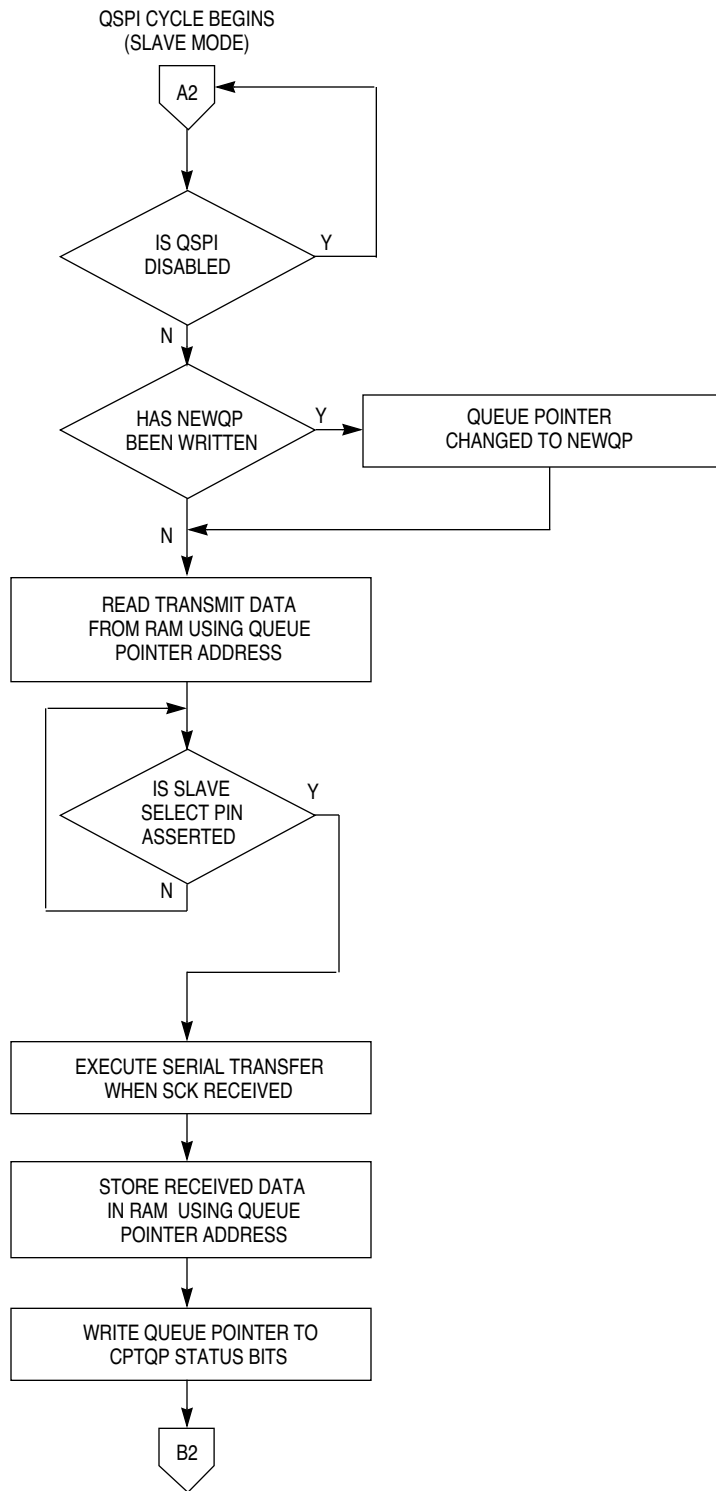 QSPI CYCLE BEGINS
(SLAVE MODE)
A2
IS QSPI
DISABLED
Y
N
HAS NEWQP
BEEN WRITTEN
Y
QUEUE POINTER
CHANGED TO NEWQP
N
READ TRANSMIT DATA
FROM RAM USING QUEUE
POINTER ADDRESS
IS SLAVE
SELECT PIN
ASSERTED
Y
N
EXECUTE SERIAL TRANSFER
WHEN SCK RECEIVED
STORE RECEIVED DATA
IN RAM USING QUEUE
POINTER ADDRESS
WRITE QUEUE POINTER TO
CPTQP STATUS BITS
B2